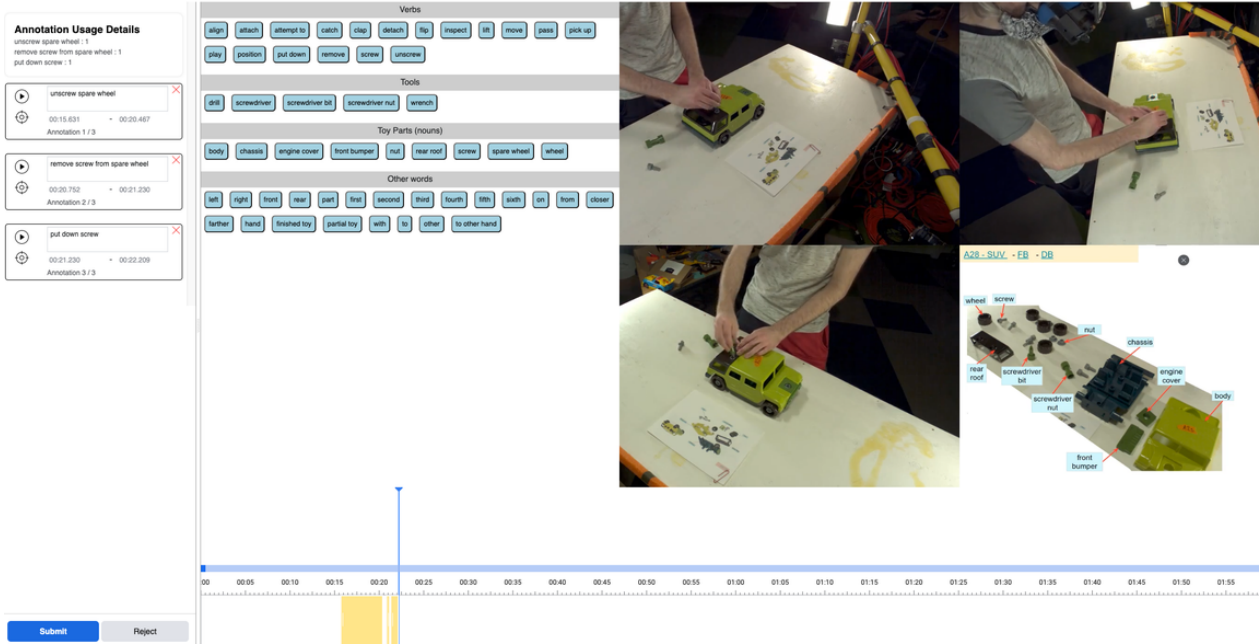 Annotation Usage Details
unscrew spare wheel : 1
remove screw from spare wheel : 1
put down screw : 1
unscrew spare wheel
00:15.631 - 00:20.467
Annotation 1 / 3
remove screw from spare wheel
00:20.752 - 00:21.230
Annotation 2 / 3
put down screw
00:21.230 - 00:22.209
Annotation 3 / 3
Submit Reject
Verbs
align attach attempt to catch clap detach flip inspect lift move pass pick up
play position put down remove screw unscrew
Tools
drill screwdriver screwdriver bit screwdriver nut wrench
Toy Parts (nouns)
body chassis engine cover front bumper nut rear roof screw spare wheel wheel
Other words
left right front rear part first second third fourth fifth sixth on from closer
farther hand finished toy partial toy with to other to other hand
A28 - SUV - FB - DB
wheel screw
nut
chassis
rear roof
screwdriver bit
engine cover
screwdriver nut
body
front bumper
00 00:05 00:10 00:15 00:20 00:25 00:30 00:35 00:40 00:45 00:50 00:55 01:00 01:05 01:10 01:15 01:20 01:25 01:30 01:35 01:40 01:45 01:50 01:55